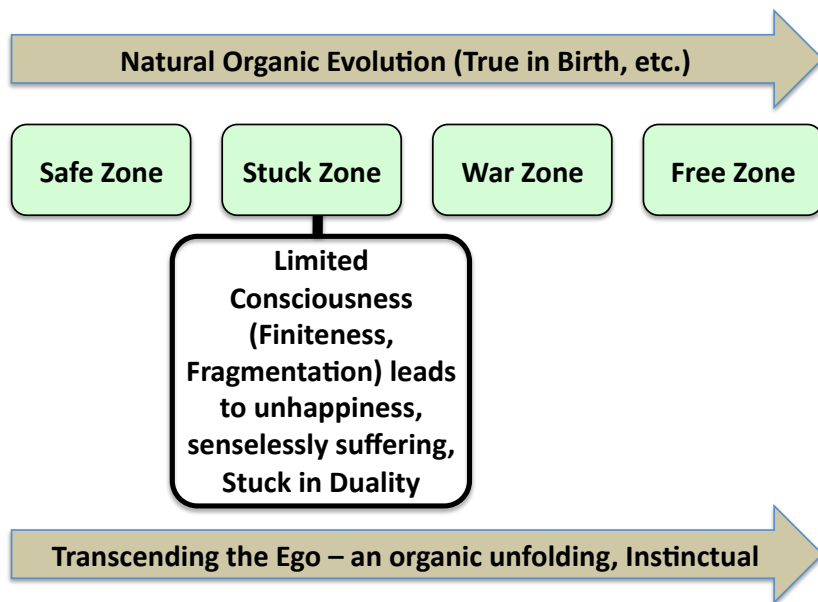 Natural Organic Evolution (True in Birth, etc.)
Safe Zone
Stuck Zone
War Zone
Free Zone
Limited
Consciousness
(Finiteness,
Fragmentation) leads
to unhappiness,
senselessly suffering,
Stuck in Duality
Transcending the Ego – an organic unfolding, Instinctual